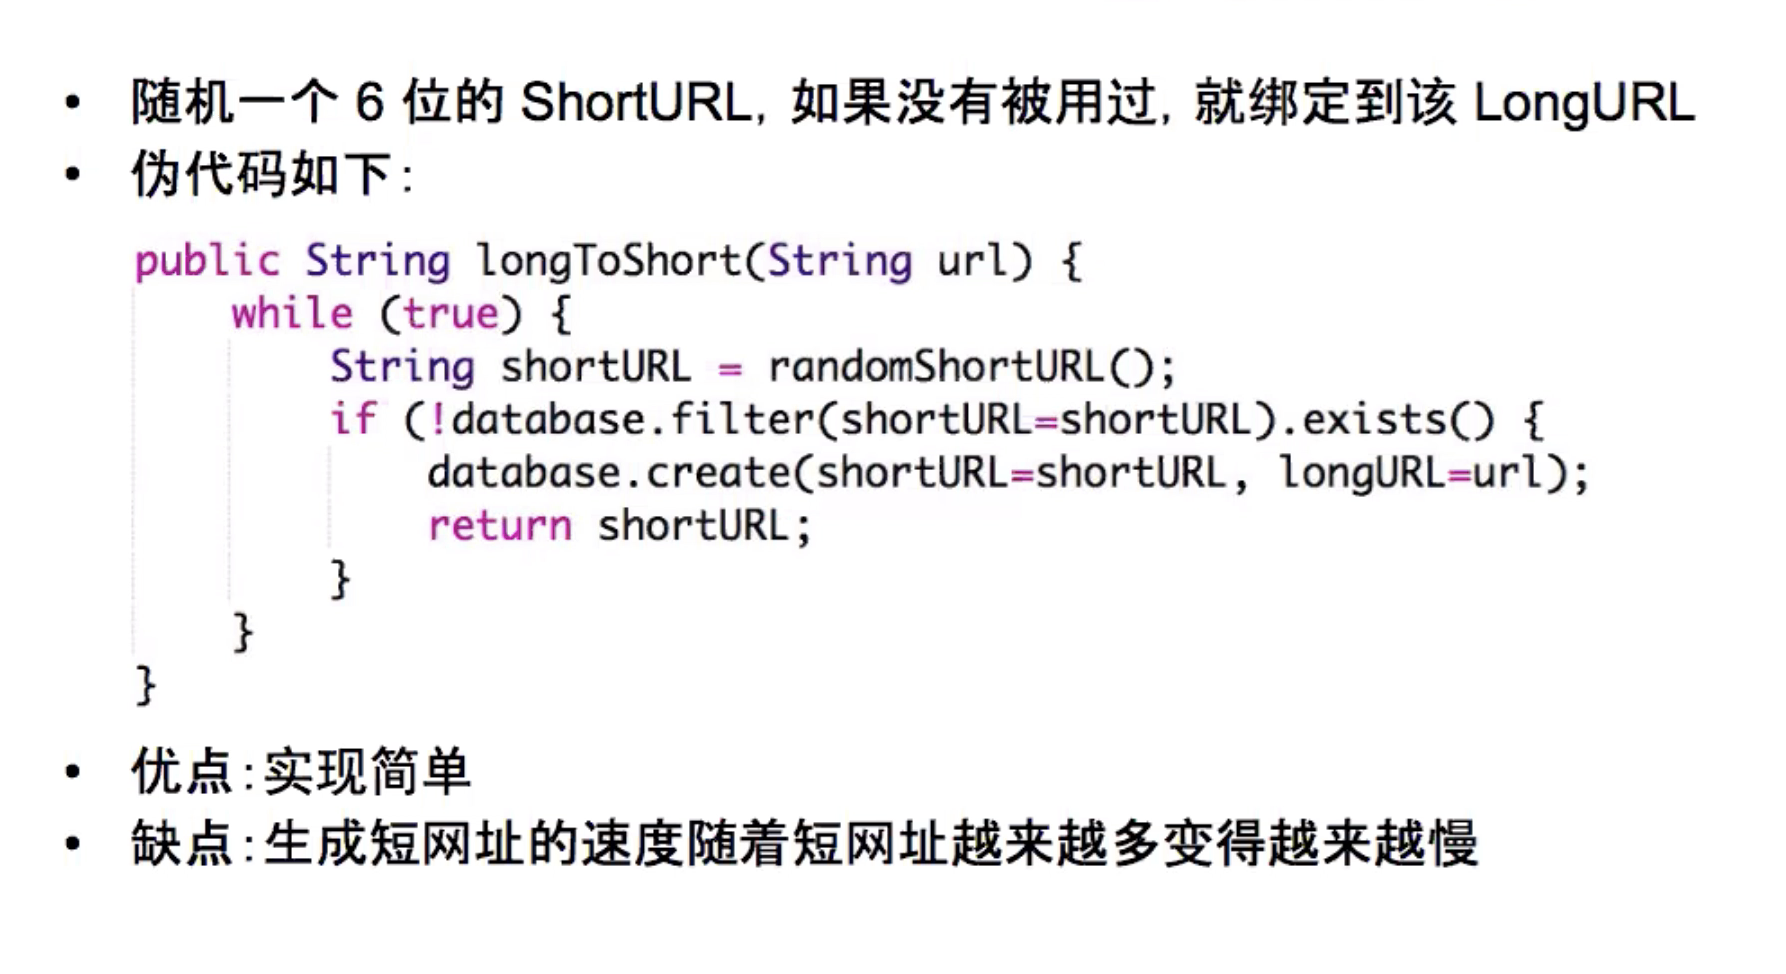 • 随机一个 6 位的 ShortURL, 如果没有被用过, 就绑定到该 LongURL
• 伪代码如下:
public String longToShort(String url) {
    while (true) {
        String shortURL = randomShortURL();
        if (!database.filter(shortURL=shortURL).exists() {
            database.create(shortURL=shortURL, longURL=url);
            return shortURL;
        }
    }
}
• 优点:实现简单
• 缺点:生成短网址的速度随着短网址越来越多变得越来越慢